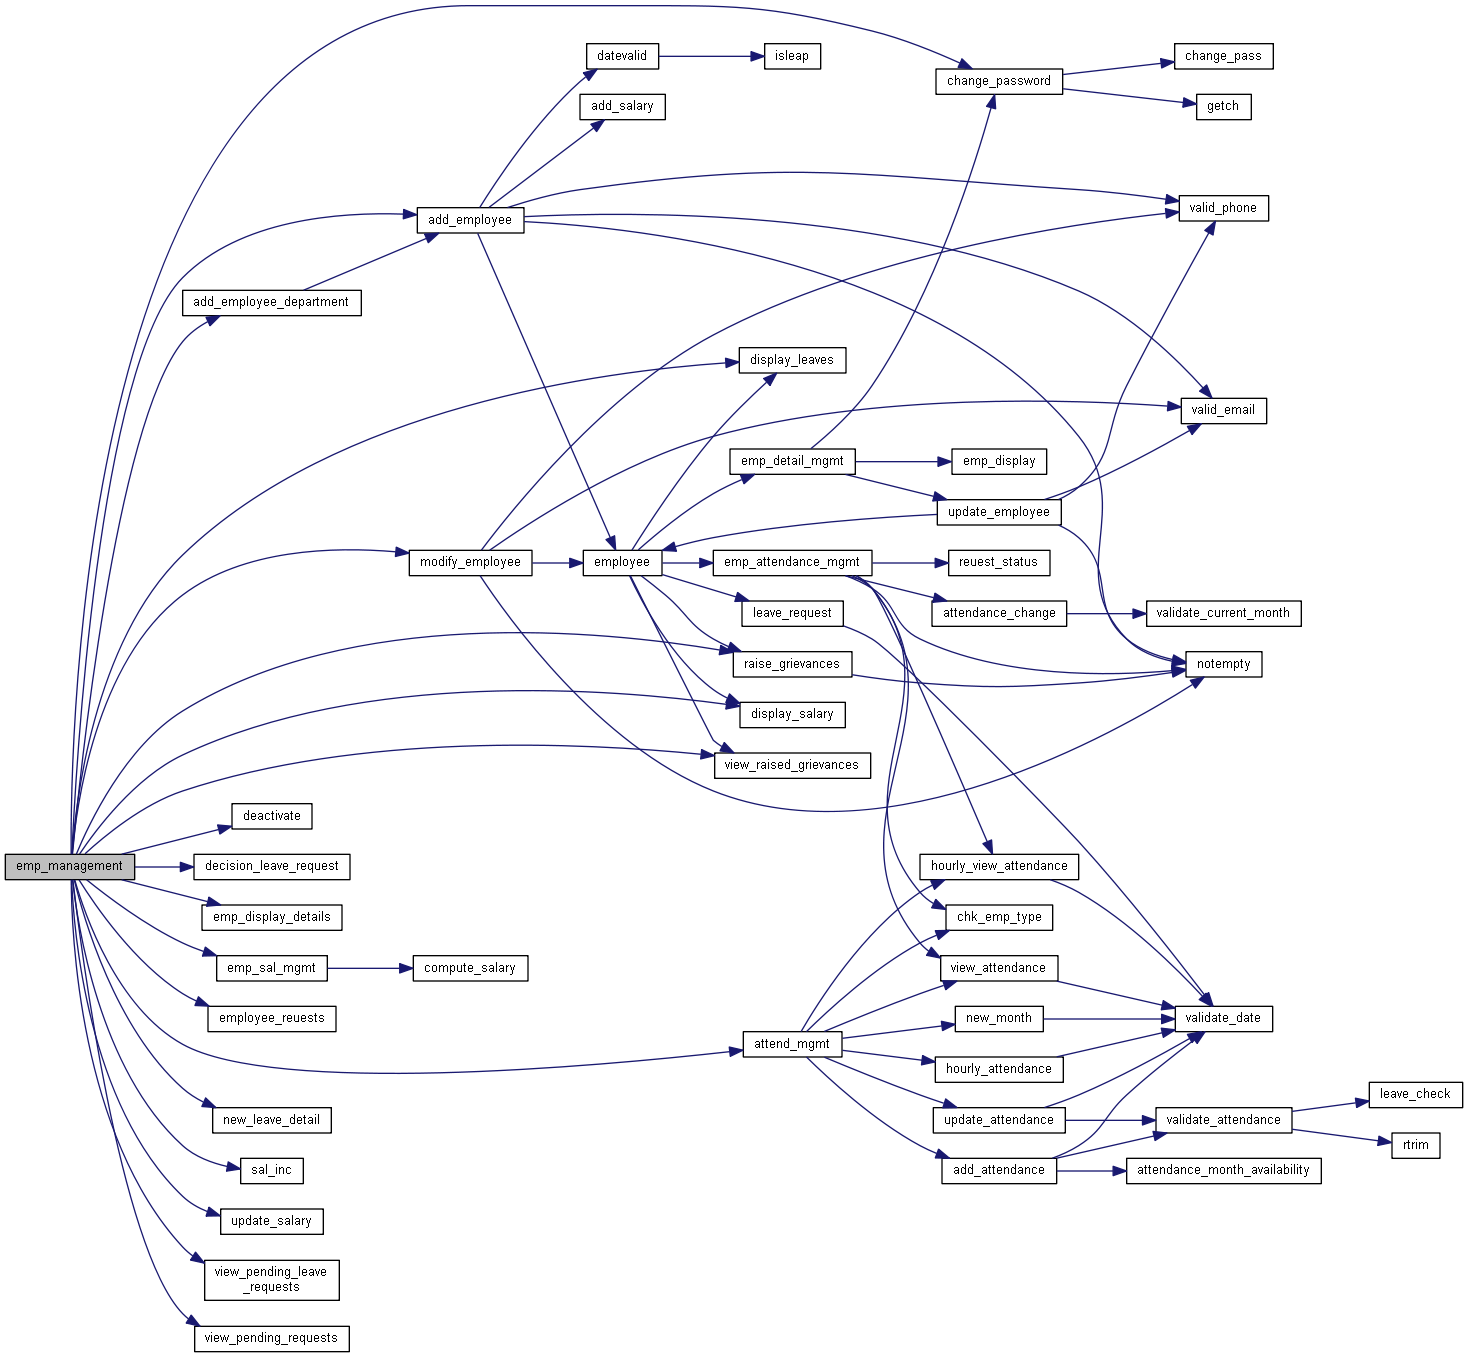 datevalid
isleap
change_pass
change_password
add_salary
getch
valid_phone
add_employee
add_employee_department
display_leaves
valid_email
emp_detail_mgmt
emp_display
update_employee
modify_employee
employee
emp_attendance_mgmt
reuest_status
leave_request
attendance_change
validate_current_month
raise_grievances
notempty
display_salary
view_raised_grievances
deactivate
emp_management
decision_leave_request
hourly_view_attendance
emp_display_details
chk_emp_type
emp_sal_mgmt
compute_salary
view_attendance
employee_reuests
new_month
validate_date
attend_mgmt
hourly_attendance
leave_check
new_leave_detail
update_attendance
validate_attendance
rtrim
sal_inc
add_attendance
attendance_month_availability
update_salary
view_pending_leave
_requests
view_pending_requests